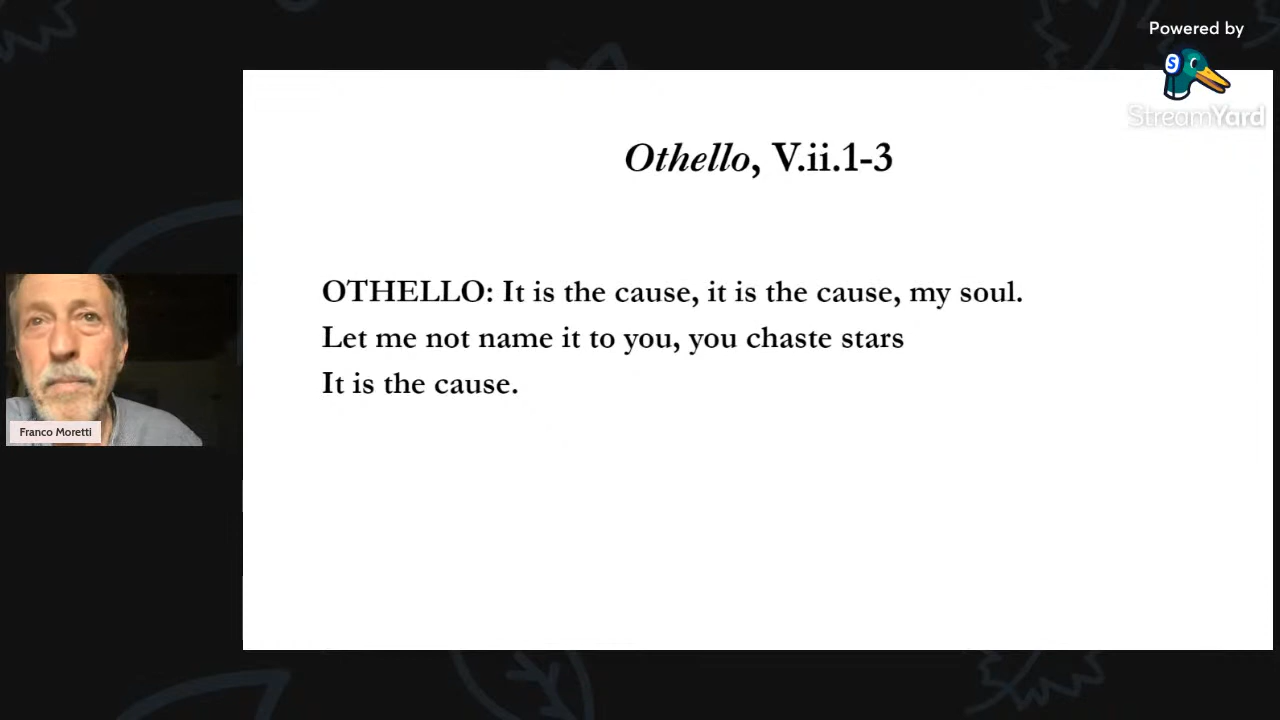 Powered by
StreamYard
Othello, V.ii.1-3
OTHELLO: It is the cause, it is the cause, my soul.
Let me not name it to you, you chaste stars
It is the cause.
Franco Moretti